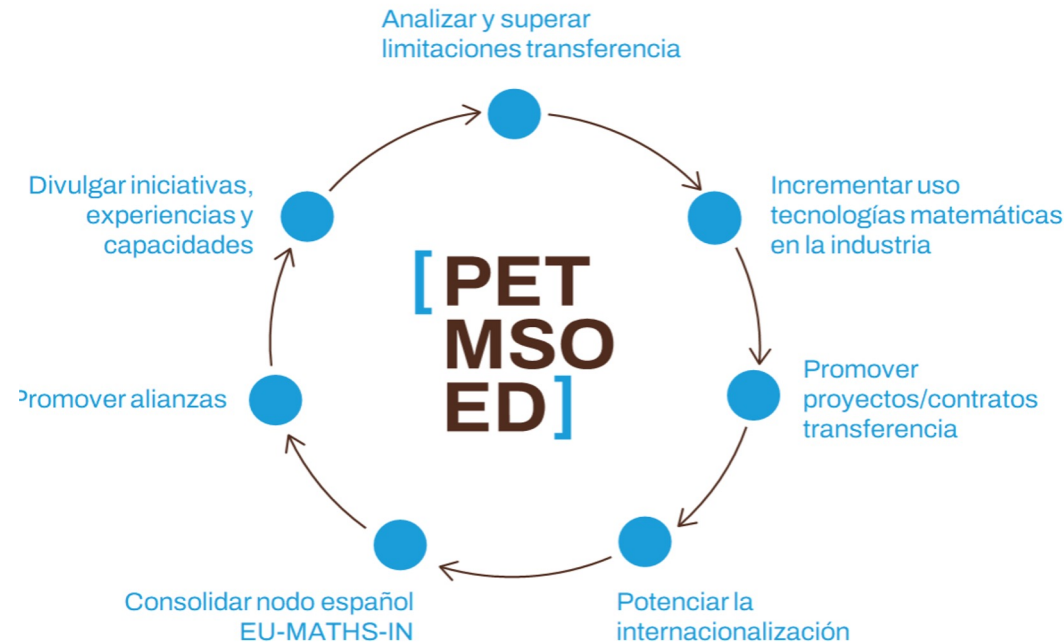 Analizar y superar
limitaciones transferencia
Incrementar uso
tecnologías matemáticas
en la industria
Promover
proyectos/contratos
transferencia
Potenciar la
internacionalización
Consolidar nodo español
EU-MATHS-IN
Promover alianzas
Divulgar iniciativas,
experiencias y
capacidades
[PET
MSO
ED]